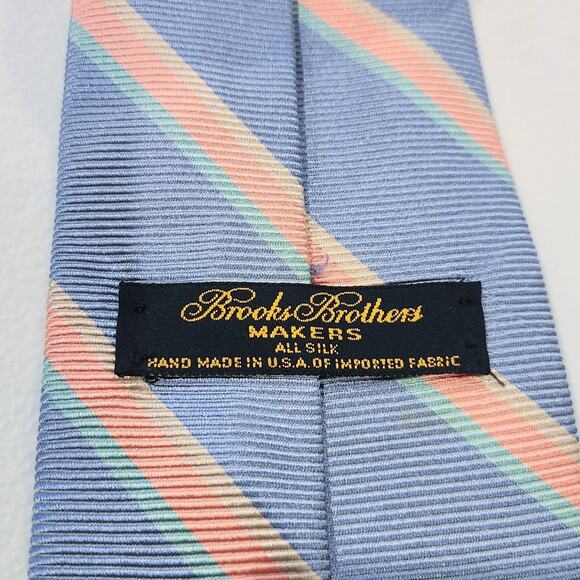 Brooks Brothers
MAKERS
ALL SILK
HAND MADE IN U.S.A. OF IMPORTED FABRIC